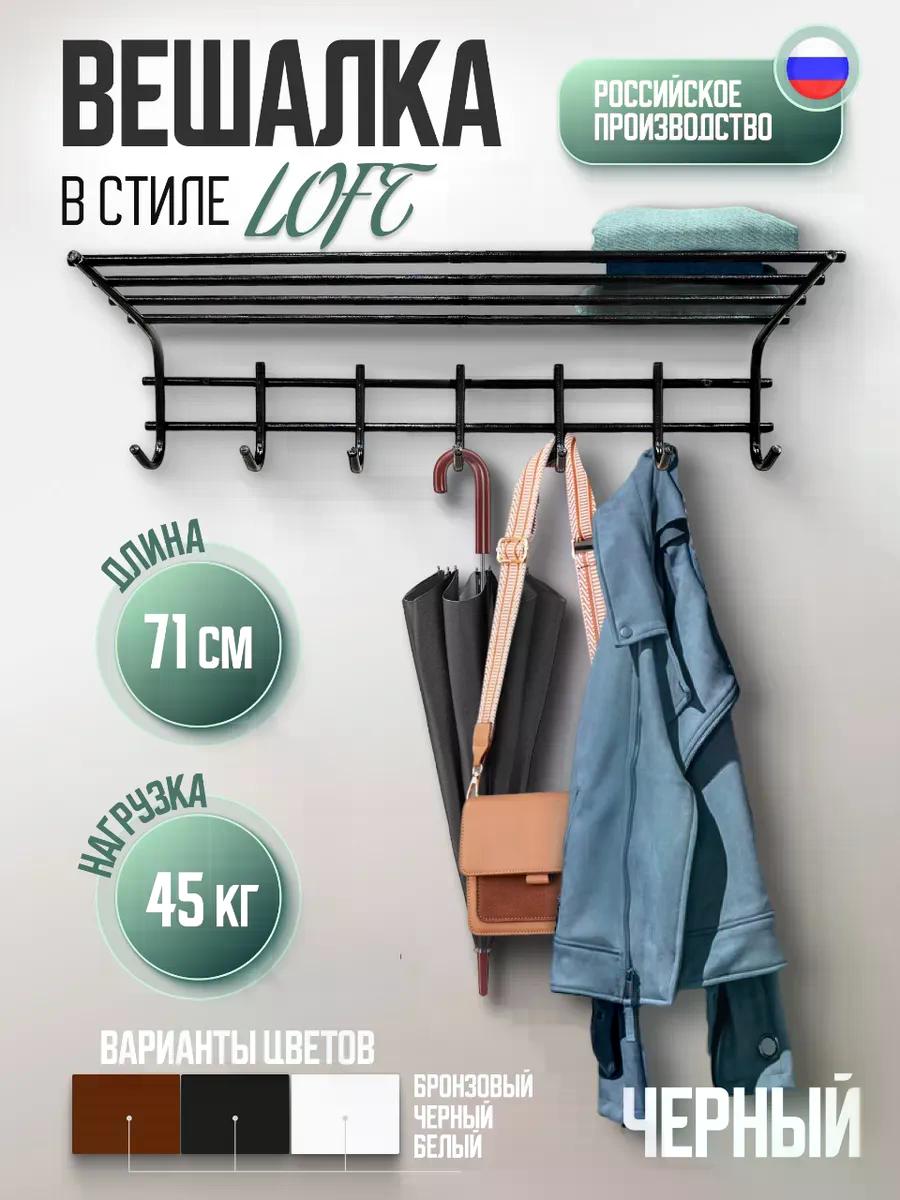 ВЕШАЛКА
В СТИЛЕ LOFT
РОССИЙСКОЕ
ПРОИЗВОДСТВО
ДЛИНА
71 СМ
НАГРУЗКА
45 КГ
ВАРИАНТЫ ЦВЕТОВ
БРОНЗОВЫЙ
ЧЕРНЫЙ
БЕЛЫЙ
ЧЕРНЫЙ